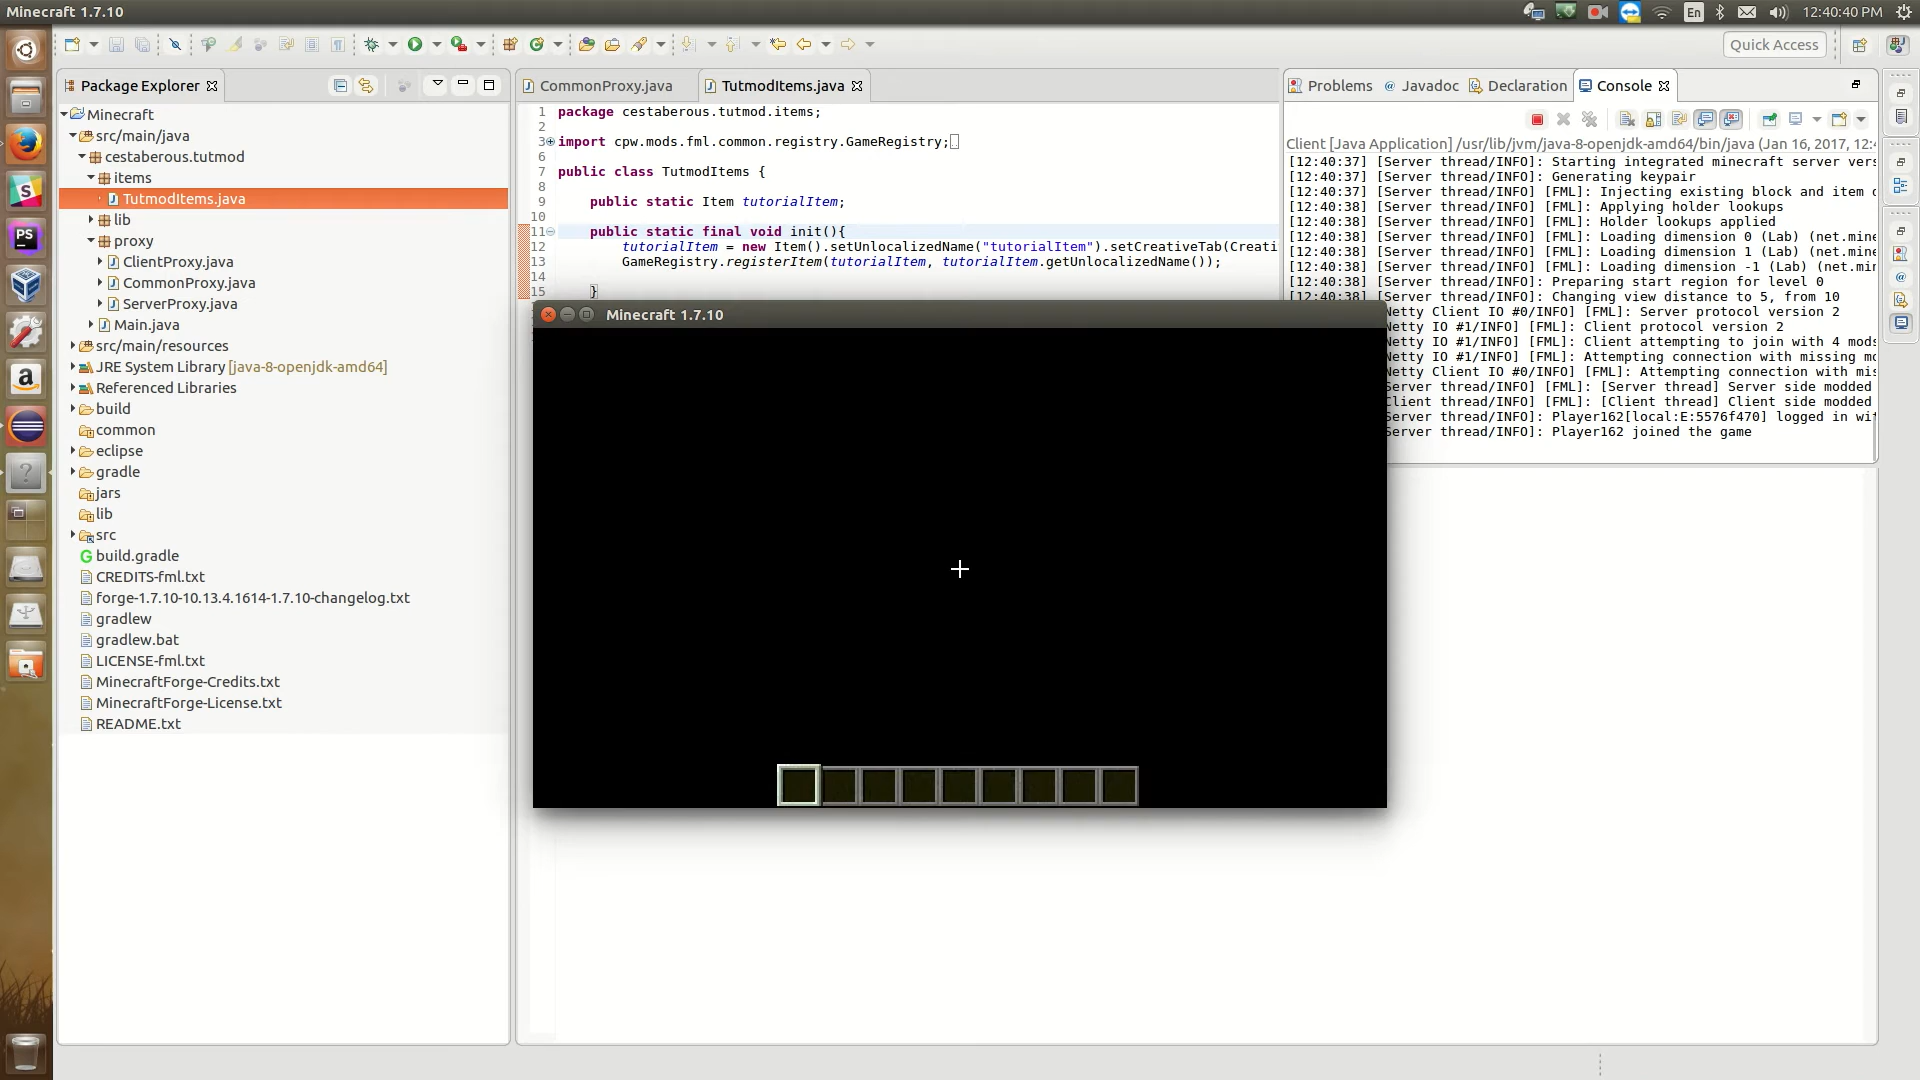 Minecraft 1.7.10
En
12:40:40 PM
Quick Access
Package Explorer
Minecraft
src/main/java
cestaberous.tutmod
items
TutmodItems.java
lib
proxy
ClientProxy.java
CommonProxy.java
ServerProxy.java
Main.java
src/main/resources
JRE System Library [java-8-openjdk-amd64]
Referenced Libraries
build
common
eclipse
gradle
jars
lib
src
build.gradle
CREDITS-fml.txt
forge-1.7.10-10.13.4.1614-1.7.10-changelog.txt
gradlew
gradlew.bat
LICENSE-fml.txt
MinecraftForge-Credits.txt
MinecraftForge-License.txt
README.txt
CommonProxy.java
TutmodItems.java
1 package cestaberous.tutmod.items;
2
3 import cpw.mods.fml.common.registry.GameRegistry;
6
7 public class TutmodItems {
8
9 public static Item tutorialItem;
10
11 public static final void init(){
12 tutorialItem = new Item().setUnlocalizedName("tutorialItem").setCreativeTab(Creati
13 GameRegistry.registerItem(tutorialItem, tutorialItem.getUnlocalizedName());
14
15 }
Minecraft 1.7.10
Problems
@ Javadoc
Declaration
Console
Client [Java Application] /usr/lib/jvm/java-8-openjdk-amd64/bin/java (Jan 16, 2017, 12:4
[12:40:37] [Server thread/INFO]: Starting integrated minecraft server vers
[12:40:37] [Server thread/INFO]: Generating keypair
[12:40:37] [Server thread/INFO] [FML]: Injecting existing block and item d
[12:40:38] [Server thread/INFO] [FML]: Applying holder lookups
[12:40:38] [Server thread/INFO] [FML]: Holder lookups applied
[12:40:38] [Server thread/INFO] [FML]: Loading dimension 0 (Lab) (net.mine
[12:40:38] [Server thread/INFO] [FML]: Loading dimension 1 (Lab) (net.mine
[12:40:38] [Server thread/INFO] [FML]: Loading dimension -1 (Lab) (net.min
[12:40:38] [Server thread/INFO]: Preparing start region for level 0
[12:40:38] [Server thread/INFO]: Changing view distance to 5, from 10
Netty Client IO #0/INFO] [FML]: Server protocol version 2
Netty IO #1/INFO] [FML]: Client protocol version 2
Netty IO #1/INFO] [FML]: Client attempting to join with 4 mods
Netty IO #1/INFO] [FML]: Attempting connection with missing mo
Netty Client IO #0/INFO] [FML]: Attempting connection with mis
Server thread/INFO] [FML]: [Server thread] Server side modded
Client thread/INFO] [FML]: [Client thread] Client side modded
Server thread/INFO]: Player162[local:E:5576f470] logged in wit
Server thread/INFO]: Player162 joined the game